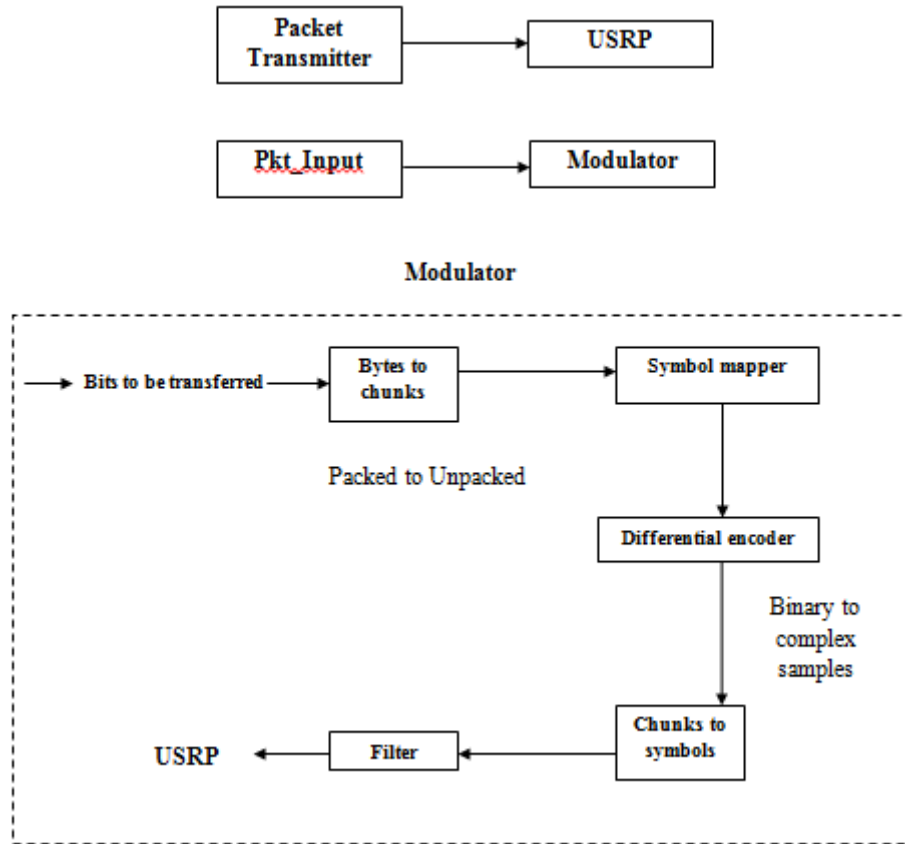 Packet
Transmitter
USRP
Pkt_Input
Modulator
Modulator
Bits to be transferred
Bytes to
chunks
Symbol mapper
Packed to Unpacked
Differential encoder
Binary to
complex
samples
Chunks to
symbols
Filter
USRP